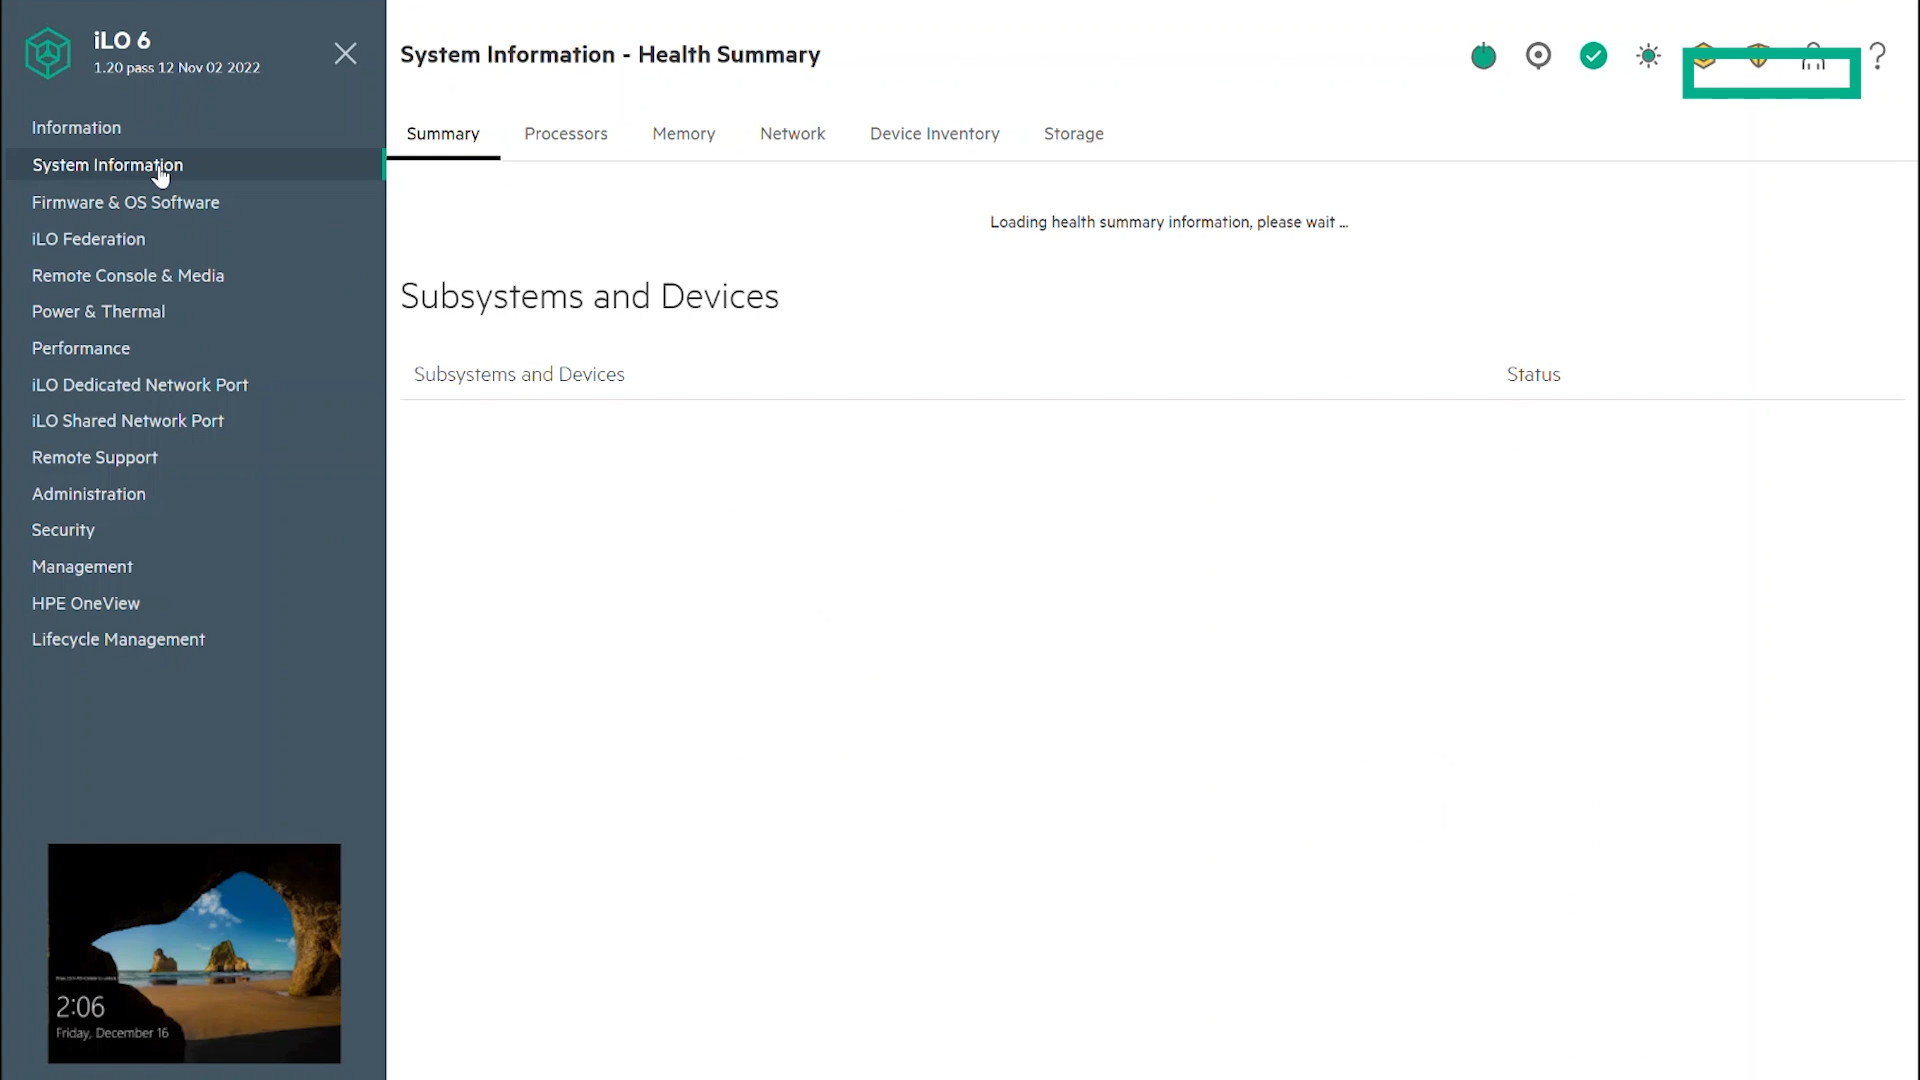 iLO 6
1.20 pass 12 Nov 02 2022
Information
System Information
Firmware & OS Software
iLO Federation
Remote Console & Media
Power & Thermal
Performance
iLO Dedicated Network Port
iLO Shared Network Port
Remote Support
Administration
Security
Management
HPE OneView
Lifecycle Management
2:06
Friday, December 16
System Information - Health Summary
?
Summary Processors Memory Network Device Inventory Storage
Loading health summary information, please wait ...
Subsystems and Devices
Subsystems and Devices Status